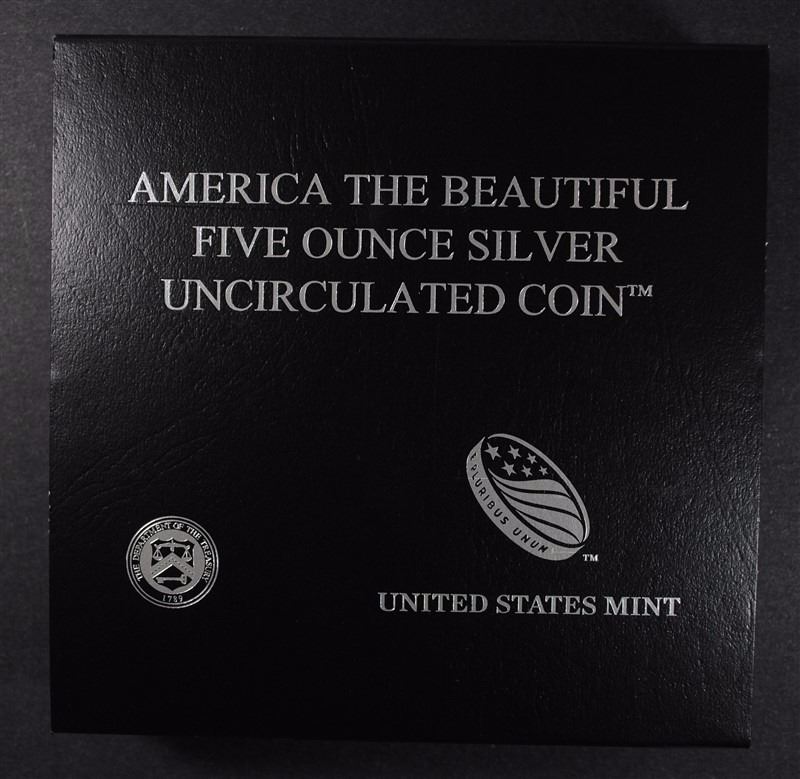 AMERICA THE BEAUTIFUL
FIVE OUNCE SILVER
UNCIRCULATED COIN™
E PLURIBUS UNUM
TM
THE DEPARTMENT OF THE TREASURY
1789
UNITED STATES MINT